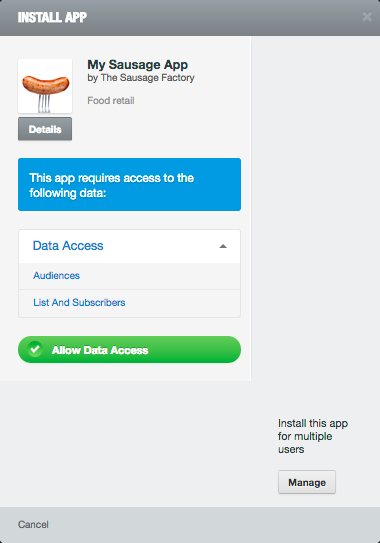 INSTALL APP
My Sausage App
by The Sausage Factory
Food retail
Details
This app requires access to the
following data:
Data Access
Audiences
List And Subscribers
Allow Data Access
Install this app
for multiple
users
Manage
Cancel